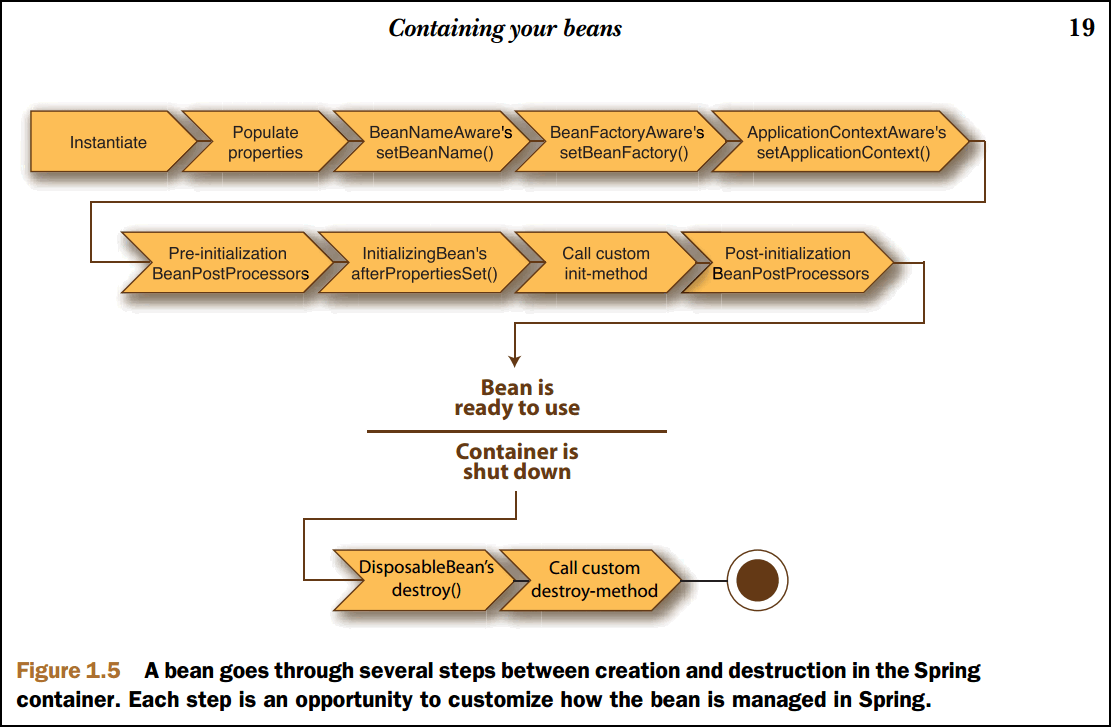 Containing your beans 19
Instantiate
Populate
properties
BeanNameAware's
setBeanName()
BeanFactoryAware's
setBeanFactory()
ApplicationContextAware's
setApplicationContext()
Pre-initialization
BeanPostProcessors
InitializingBean's
afterPropertiesSet()
Call custom
init-method
Post-initialization
BeanPostProcessors
Bean is
ready to use
Container is
shut down
DisposableBean’s
destroy()
Call custom
destroy-method
Figure 1.5 A bean goes through several steps between creation and destruction in the Spring
container. Each step is an opportunity to customize how the bean is managed in Spring.